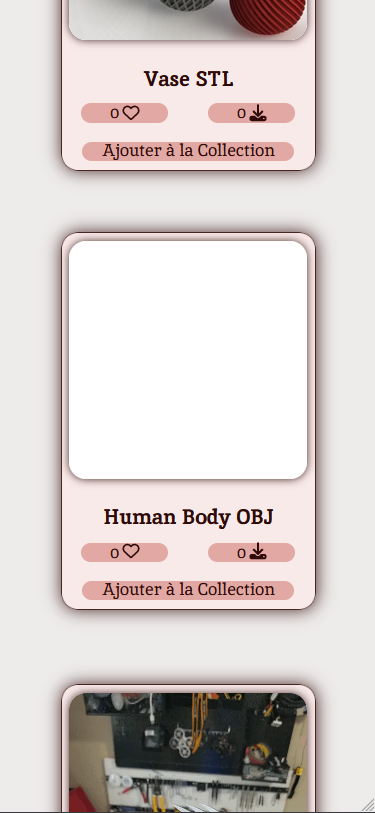 Vase STL
0 0
Ajouter à la Collection
Human Body OBJ
0 0
Ajouter à la Collection